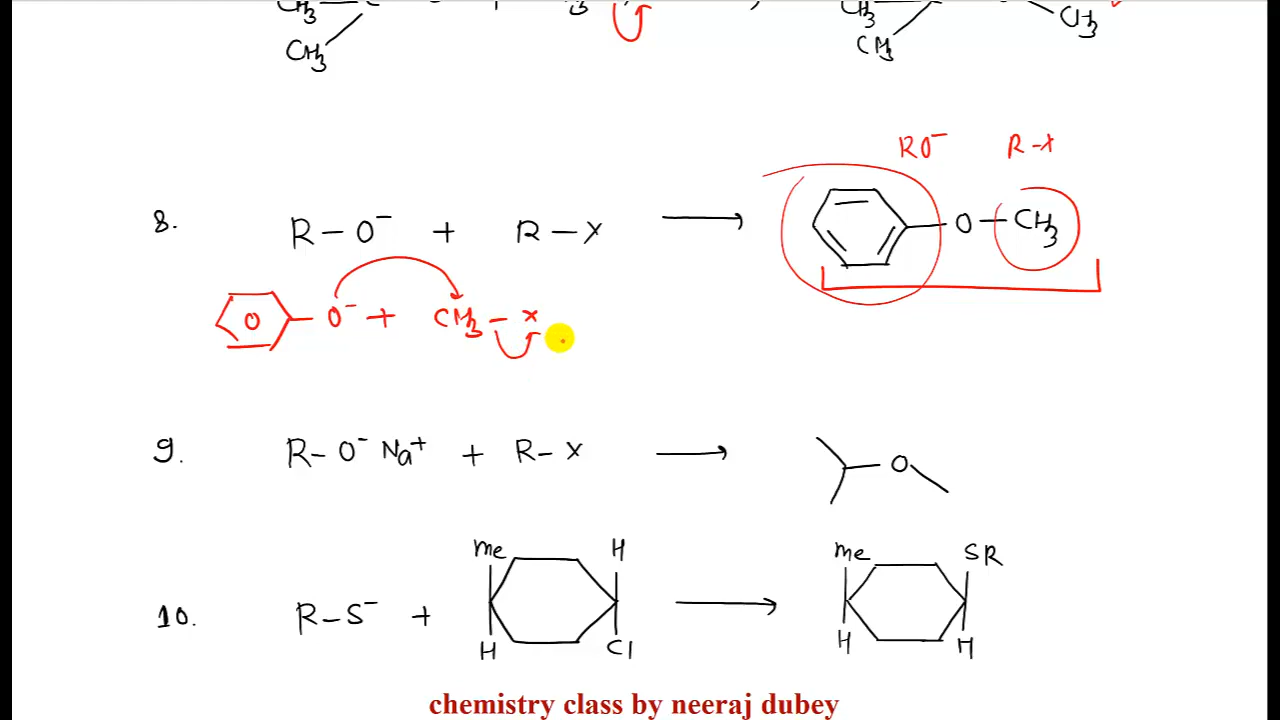 CH3 CH3
CH3 CH3 CH3
RO⁻ R-X
8. R-O⁻ + R-X → O-CH3
O O⁻ + CH3-X
9. R-O⁻ Na⁺ + R-X → O
Me H Me SR
10. R-S⁻ + →
H Cl H H
chemistry class by neeraj dubey